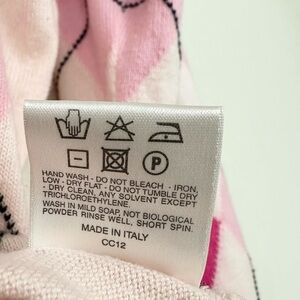 P
HAND WASH - DO NOT BLEACH - IRON,
LOW - DRY FLAT - DO NOT TUMBLE DRY
- DRY CLEAN, ANY SOLVENT EXCEPT
TRICHLOROETHYLENE.
WASH IN MILD SOAP, NOT BIOLOGICAL
POWDER RINSE WELL, SHORT SPIN.
MADE IN ITALY
CC12